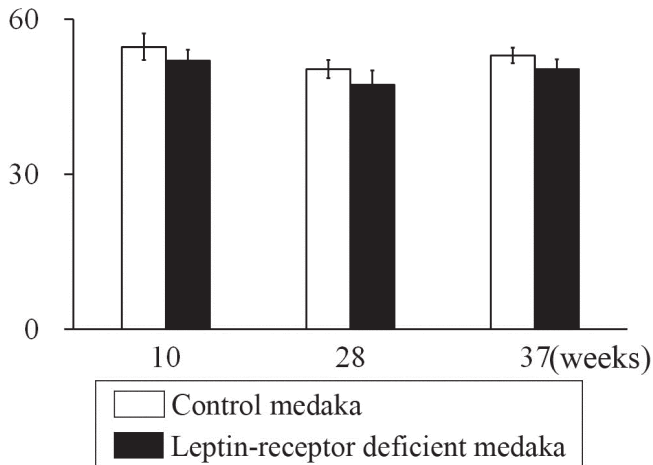 60
30
0
10 28 37(weeks)
Control medaka
Leptin-receptor deficient medaka